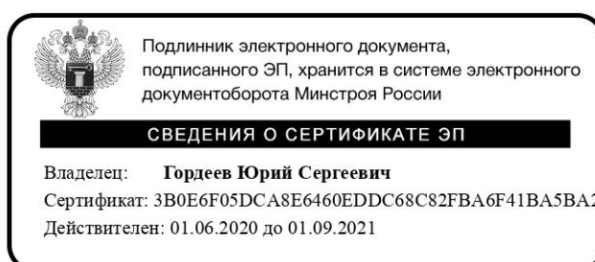 Подлинник электронного документа,
подписанного ЭП, хранится в системе электронного
документооборота Минстроя России
СВЕДЕНИЯ О СЕРТИФИКАТЕ ЭП
Владелец: Гордеев Юрий Сергеевич
Сертификат: 3B0E6F05DCA8E6460EDDC68C82FBA6F41BA5BA2
Действителен: 01.06.2020 до 01.09.2021